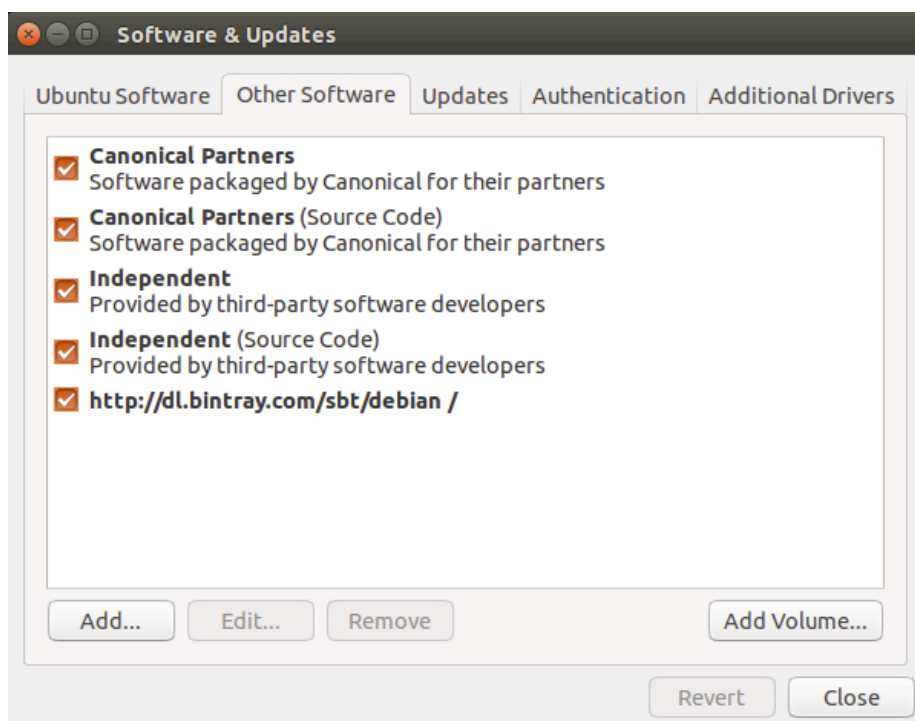 Software & Updates
Ubuntu Software Other Software Updates Authentication Additional Drivers
Canonical Partners
Software packaged by Canonical for their partners
Canonical Partners (Source Code)
Software packaged by Canonical for their partners
Independent
Provided by third-party software developers
Independent (Source Code)
Provided by third-party software developers
http://dl.bintray.com/sbt/debian /
Add... Edit... Remove Add Volume...
Revert Close